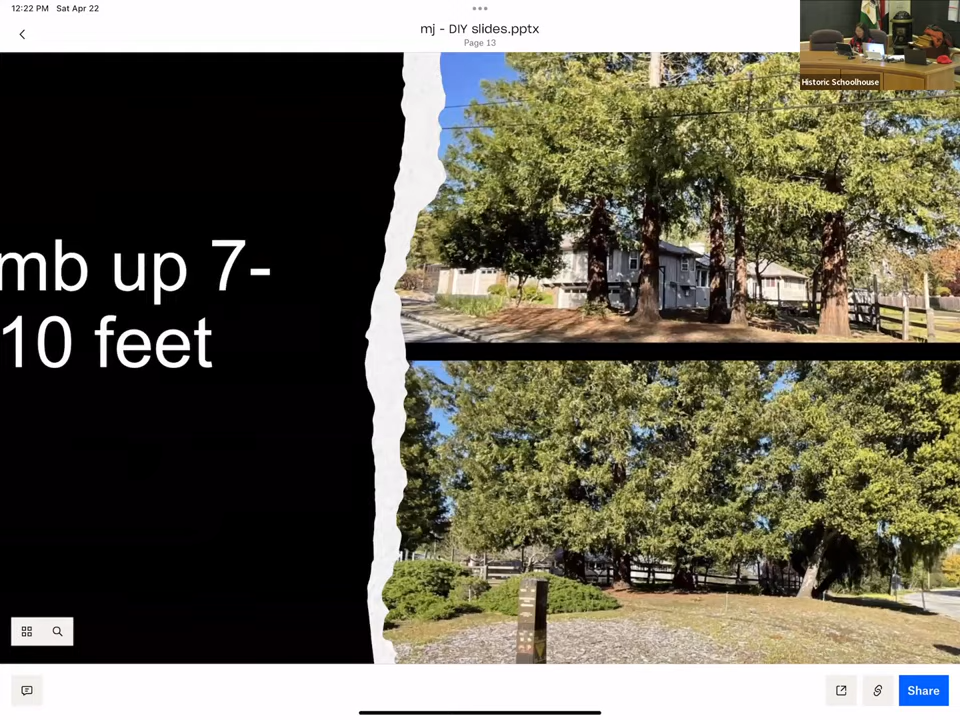 12:22 PM Sat Apr 22
mj - DIY slides.pptx
Page 13
Historic Schoolhouse
mb up 7-
10 feet
Share